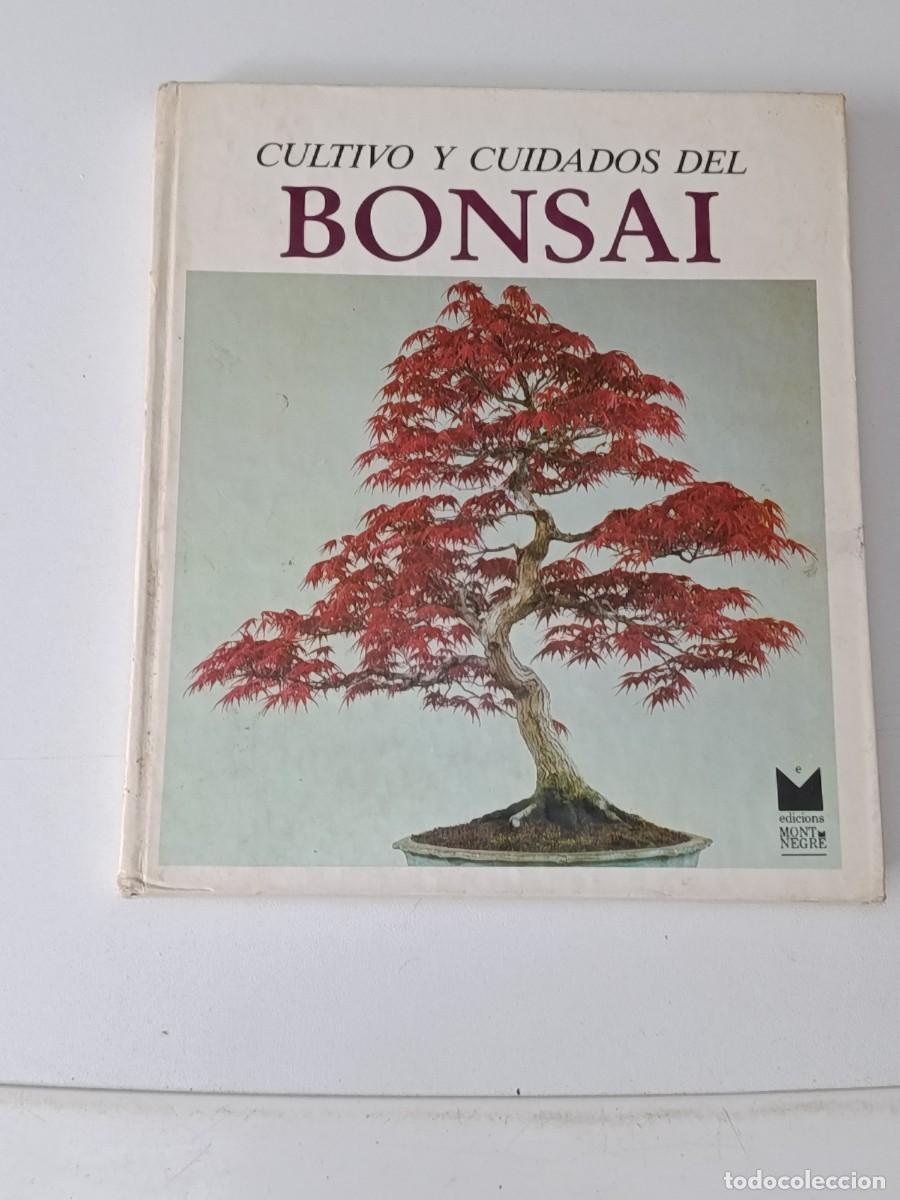 CULTIVO Y CUIDADOS DEL
BONSAI
e
edicions
MONT
NEGRE
todocoleccion